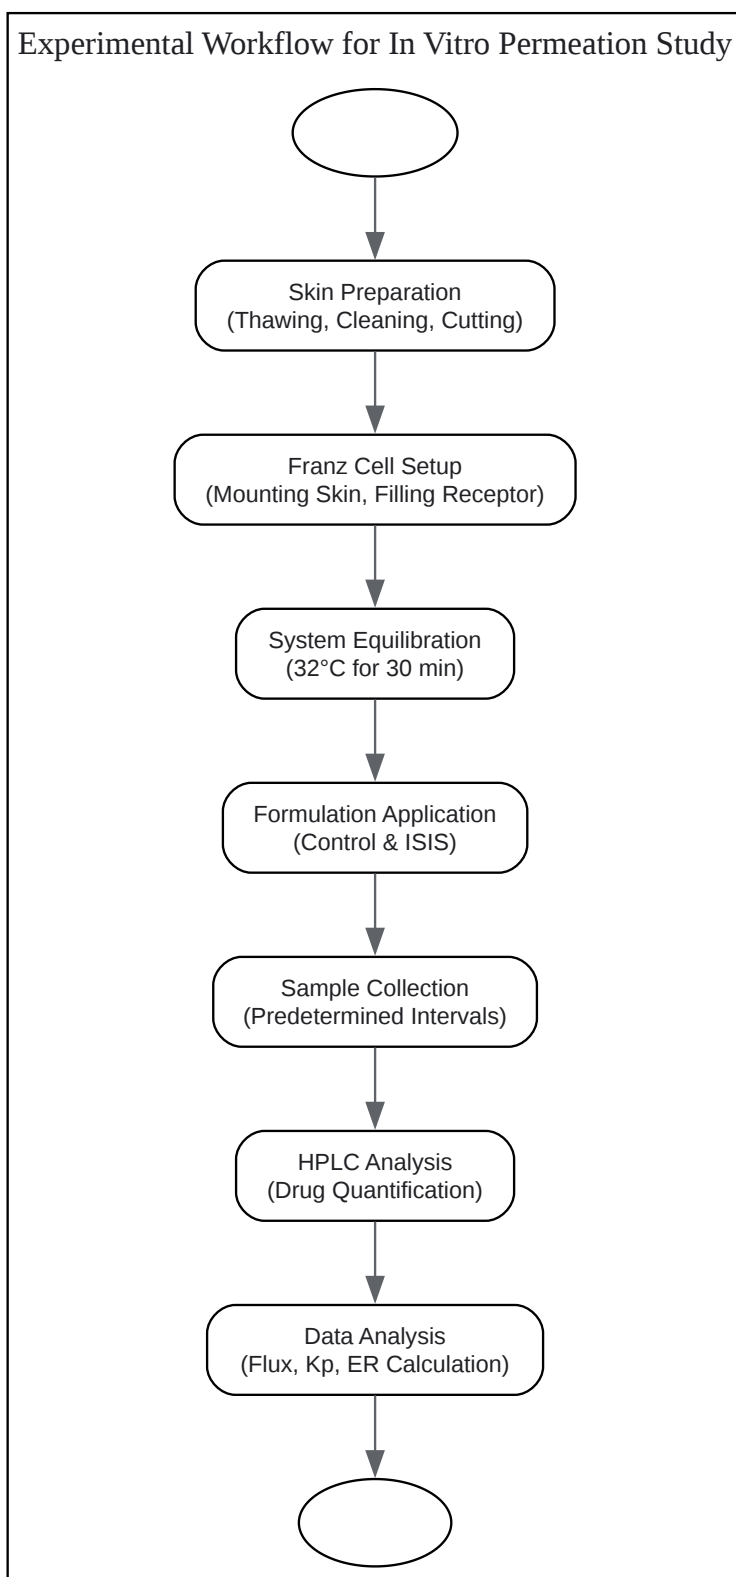 Experimental Workflow for In Vitro Permeation Study
Skin Preparation
(Thawing, Cleaning, Cutting)
Franz Cell Setup
(Mounting Skin, Filling Receptor)
System Equilibration
(32°C for 30 min)
Formulation Application
(Control & ISIS)
Sample Collection
(Predetermined Intervals)
HPLC Analysis
(Drug Quantification)
Data Analysis
(Flux, Kp, ER Calculation)